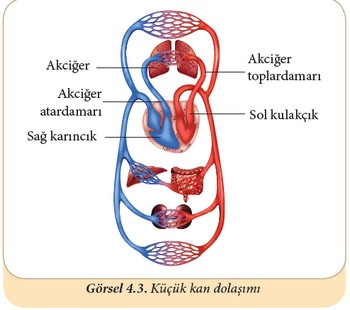 Akciğer
Akciğer
toplardamarı
Akciğer
atardamarı
Sol kulakçık
Sağ karıncık
Görsel 4.3. Küçük kan dolaşımı